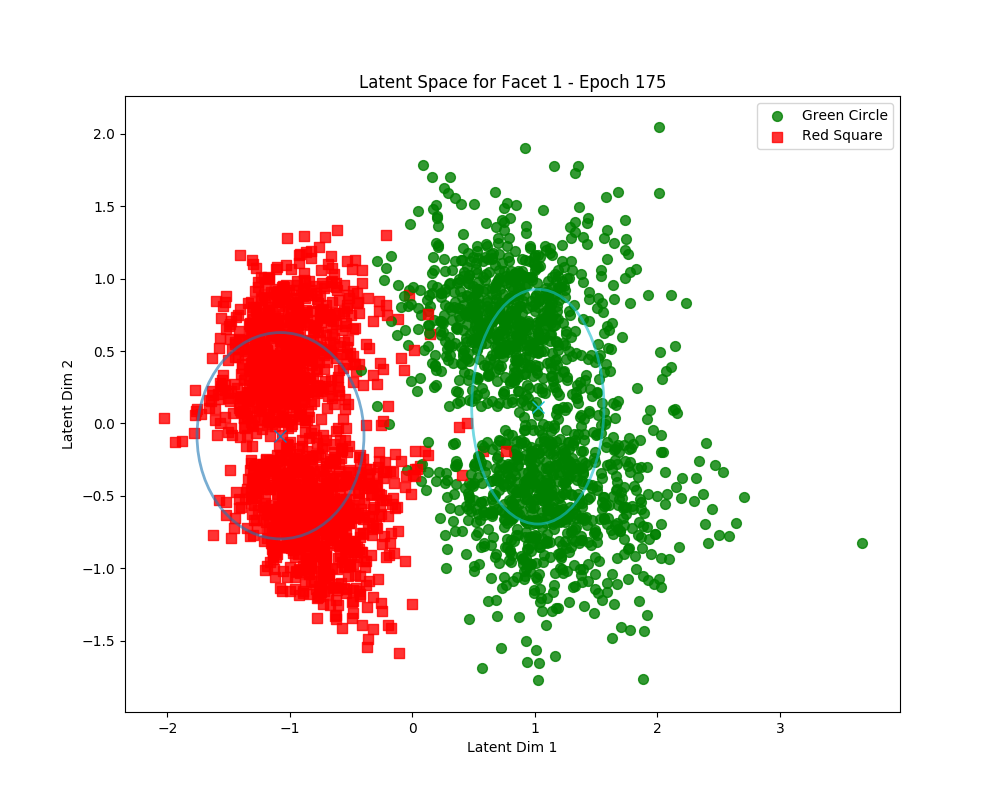 Latent Space for Facet 1 - Epoch 175
Green Circle
Red Square
2.0
1.5
1.0
0.5
0.0
−0.5
−1.0
−1.5
Latent Dim 2
−2
−1
0
1
2
3
Latent Dim 1